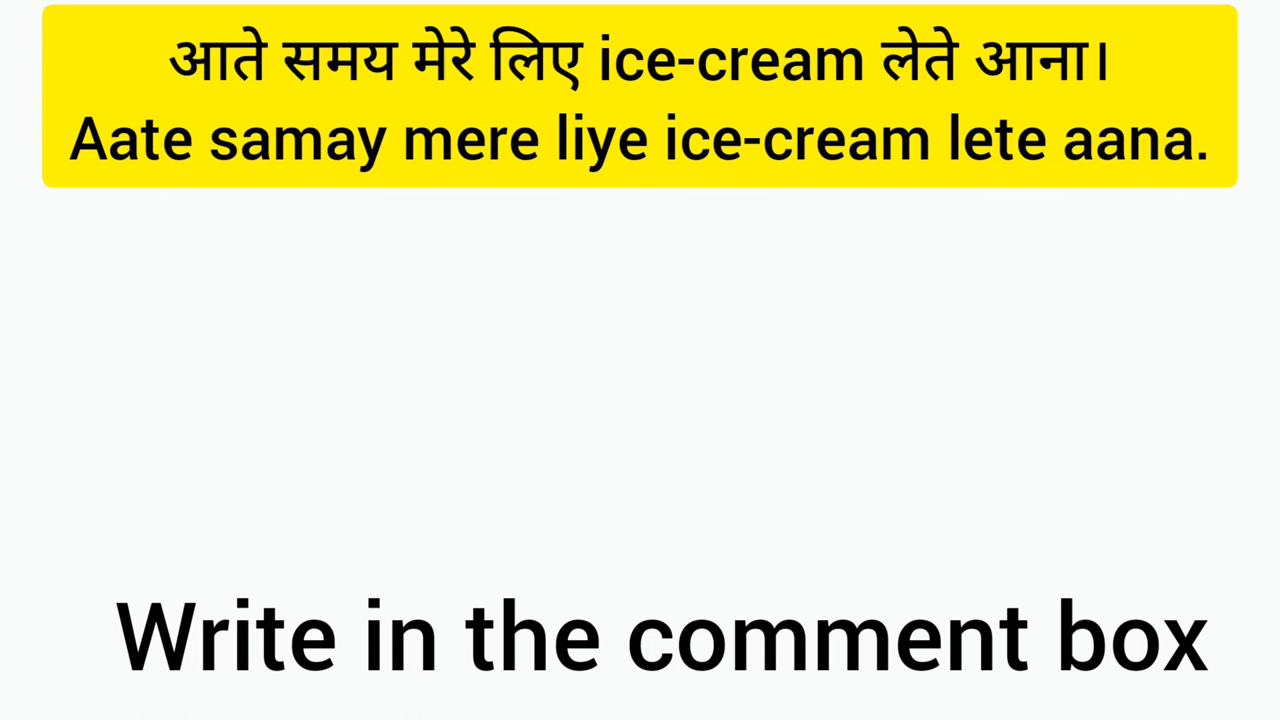 आते समय मेरे लिए ice-cream लेते आना।
Aate samay mere liye ice-cream lete aana.
Write in the comment box